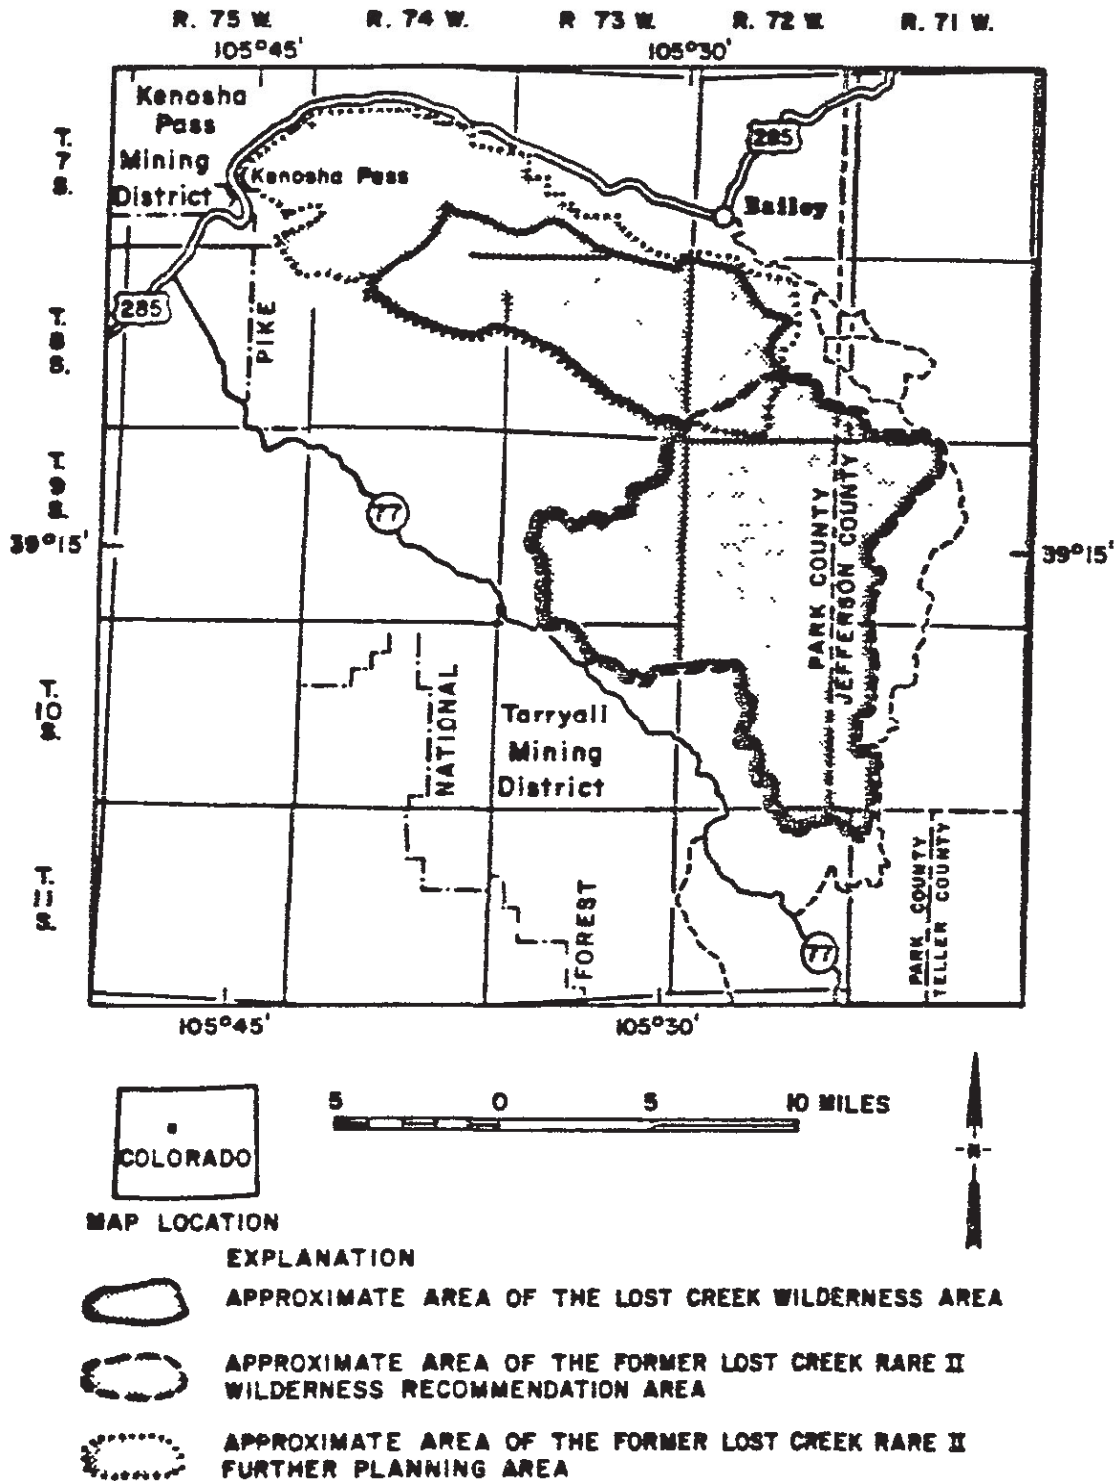 R. 75 W. R. 74 W. R 73 W. R. 72 W. R. 71 W.
105°45' 105°30'
Kenosha
Pass
Mining
District
Kenosha Pass
285
Bailey
T.
7
S.
285
PIKE
T.
8
S.
T.
9
S.
77
39°15' 39°15'
PARK COUNTY
JEFFERSON COUNTY
T.
10
S.
NATIONAL
Tarryall
Mining
District
T.
11
S.
FOREST
77
PARK COUNTY
TELLER COUNTY
105°45' 105°30'
5 0 5 10 MILES
COLORADO
N
MAP LOCATION
EXPLANATION
APPROXIMATE AREA OF THE LOST CREEK WILDERNESS AREA
APPROXIMATE AREA OF THE FORMER LOST CREEK RARE II
WILDERNESS RECOMMENDATION AREA
APPROXIMATE AREA OF THE FORMER LOST CREEK RARE II
FURTHER PLANNING AREA